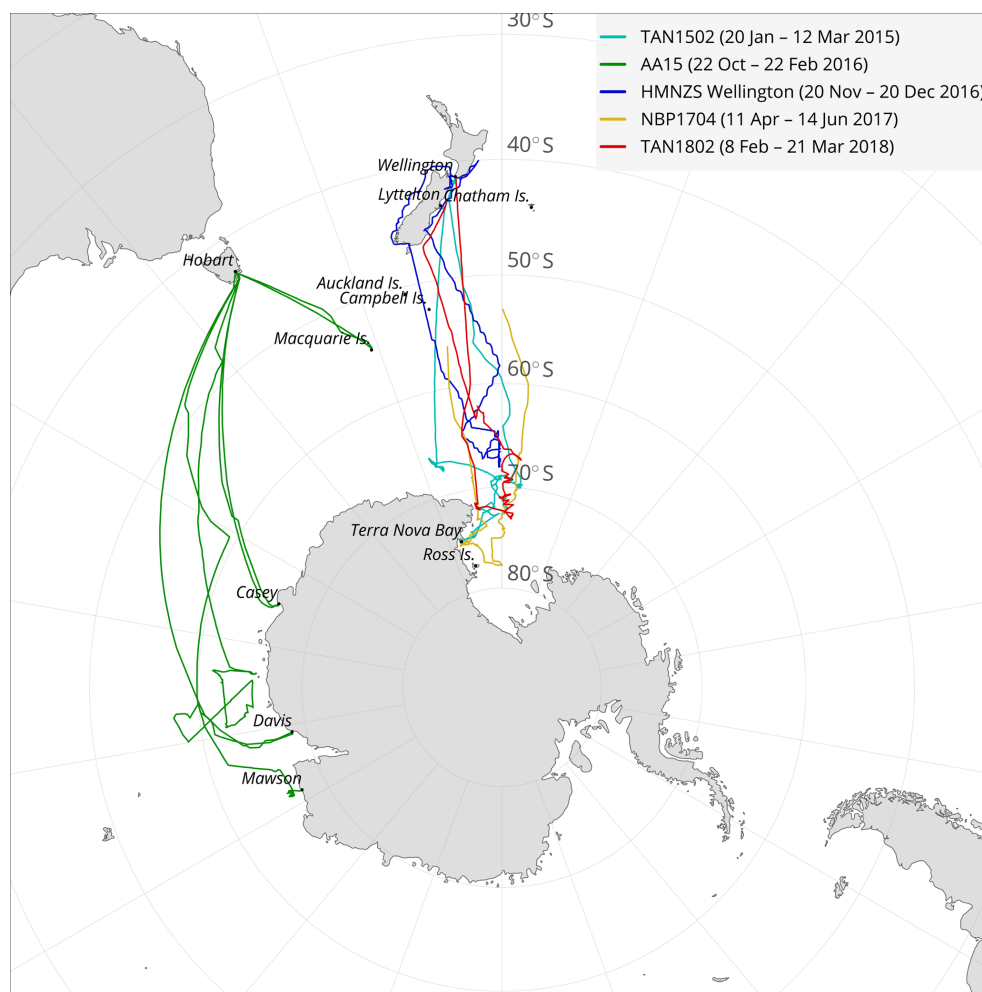 30°S
TAN1502 (20 Jan – 12 Mar 2015)
AA15 (22 Oct – 22 Feb 2016)
HMNZS Wellington (20 Nov – 20 Dec 2016)
NBP1704 (11 Apr – 14 Jun 2017)
TAN1802 (8 Feb – 21 Mar 2018)
40°S
Wellington
Lyttelton
Chatham Is.
Hobart
50°S
Auckland Is.
Campbell Is.
Macquarie Is.
60°S
70°S
Terra Nova Bay
Ross Is.
80°S
Casey
Davis
Mawson